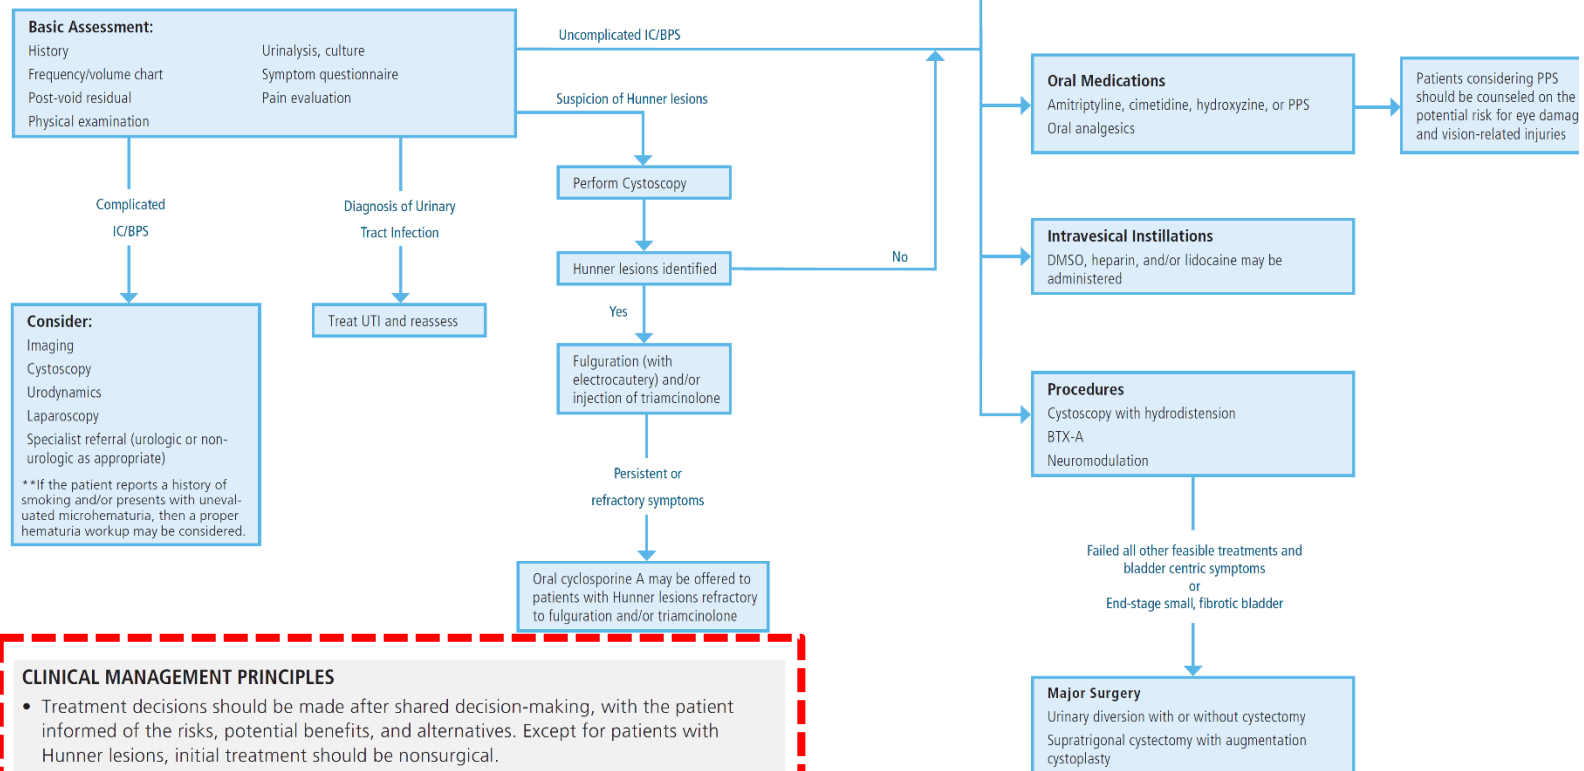 Basic Assessment:
History
Frequency/volume chart
Post-void residual
Physical examination
Urinalysis, culture
Symptom questionnaire
Pain evaluation
Uncomplicated IC/BPS
Suspicion of Hunner lesions
Complicated
IC/BPS
Diagnosis of Urinary
Tract Infection
Consider:
Imaging
Cystoscopy
Urodynamics
Laparoscopy
Specialist referral (urologic or non-
urologic as appropriate)
**If the patient reports a history of
smoking and/or presents with uneval-
uated microhematuria, then a proper
hematuria workup may be considered.
Treat UTI and reassess
Perform Cystoscopy
Hunner lesions identified
No
Yes
Fulguration (with
electrocautery) and/or
injection of triamcinolone
Persistent or
refractory symptoms
Oral cyclosporine A may be offered to
patients with Hunner lesions refractory
to fulguration and/or triamcinolone
Oral Medications
Amitriptyline, cimetidine, hydroxyzine, or PPS
Oral analgesics
Patients considering PPS
should be counseled on the
potential risk for eye damag
and vision-related injuries
Intravesical Instillations
DMSO, heparin, and/or lidocaine may be
administered
Procedures
Cystoscopy with hydrodistension
BTX-A
Neuromodulation
Failed all other feasible treatments and
bladder centric symptoms
or
End-stage small, fibrotic bladder
Major Surgery
Urinary diversion with or without cystectomy
Supratrigonal cystectomy with augmentation
cystoplasty
CLINICAL MANAGEMENT PRINCIPLES
• Treatment decisions should be made after shared decision-making, with the patient
informed of the risks, potential benefits, and alternatives. Except for patients with
Hunner lesions, initial treatment should be nonsurgical.